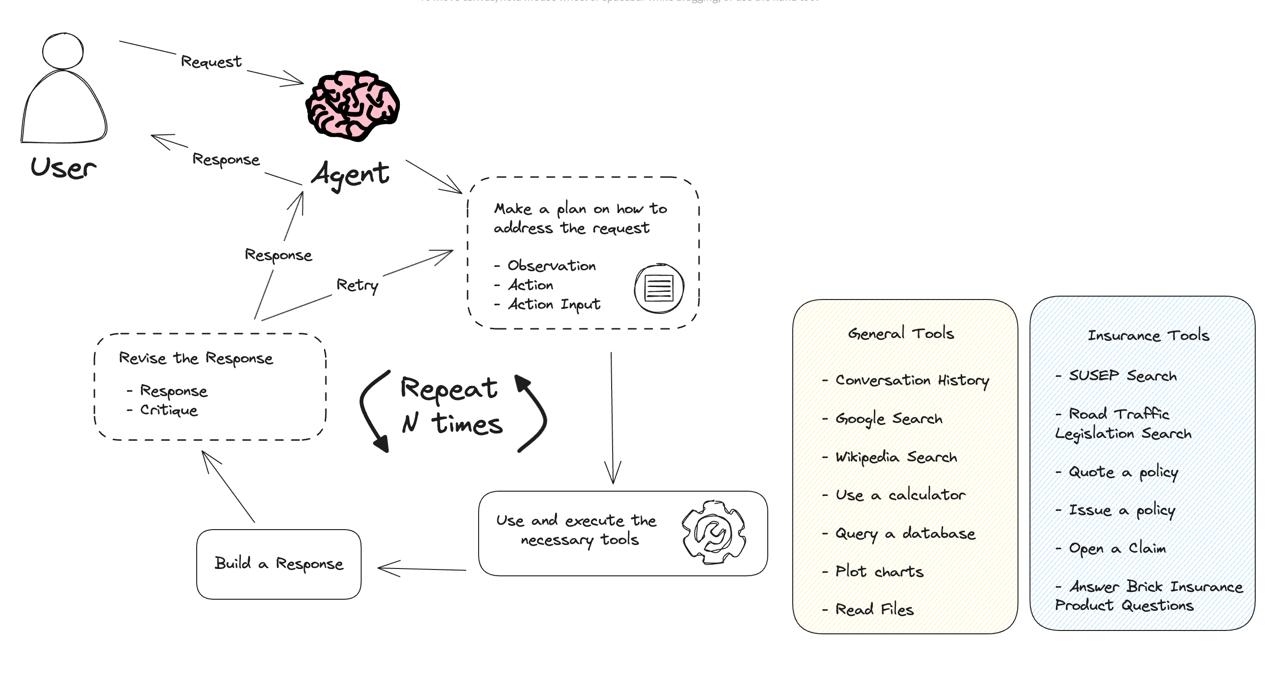 Request
User
Response
Agent
Response
Retry
Make a plan on how to
address the request
- Observation
- Action
- Action Input
Revise the Response
- Response
- Critique
Repeat
N times
Use and execute the
necessary tools
Build a Response
General Tools
- Conversation History
- Google Search
- Wikipedia Search
- Use a calculator
- Query a database
- Plot charts
- Read Files
Insurance Tools
- SUSEP Search
- Road Traffic
Legislation Search
- Quote a policy
- Issue a policy
- Open a Claim
- Answer Brick Insurance
Product Questions